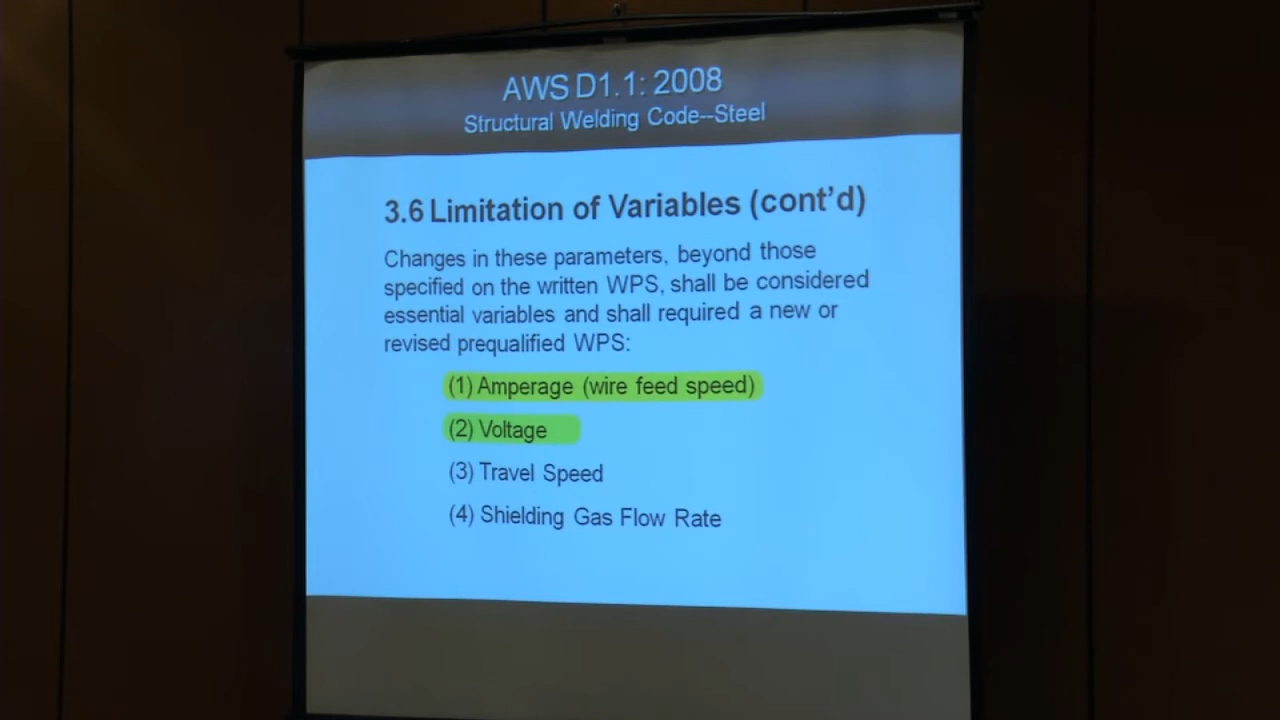 AWS D1.1: 2008
Structural Welding Code--Steel
3.6 Limitation of Variables (cont'd)
Changes in these parameters, beyond those
specified on the written WPS, shall be considered
essential variables and shall required a new or
revised prequalified WPS:
(1) Amperage (wire feed speed)
(2) Voltage
(3) Travel Speed
(4) Shielding Gas Flow Rate